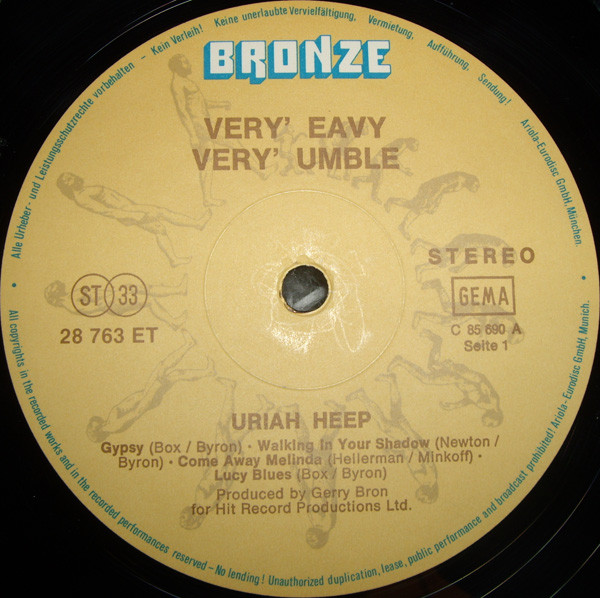 Alle Urheber- und Leistungsschutzrechte vorbehalten – Kein Verleih! Keine unerlaubte Vervielfältigung, Vermietung, Aufführung, Sendung!
BRONZE
VERY' EAVY
VERY' UMBLE
STEREO
ST 33
GEMA
28 763 ET
C 85 690 A
Seite 1
URIAH HEEP
Gypsy (Box / Byron) · Walking In Your Shadow (Newton /
Byron) · Come Away Melinda (Hellerman / Minkoff) ·
Lucy Blues (Box / Byron)
Produced by Gerry Bron
for Hit Record Productions Ltd.
Ariola-Eurodisc GmbH, München.
All copyrights in the recorded works and in the recorded performances reserved – No lending! Unauthorized duplication, lease, public performance and broadcast prohibited! Ariola-Eurodisc GmbH, Munich.